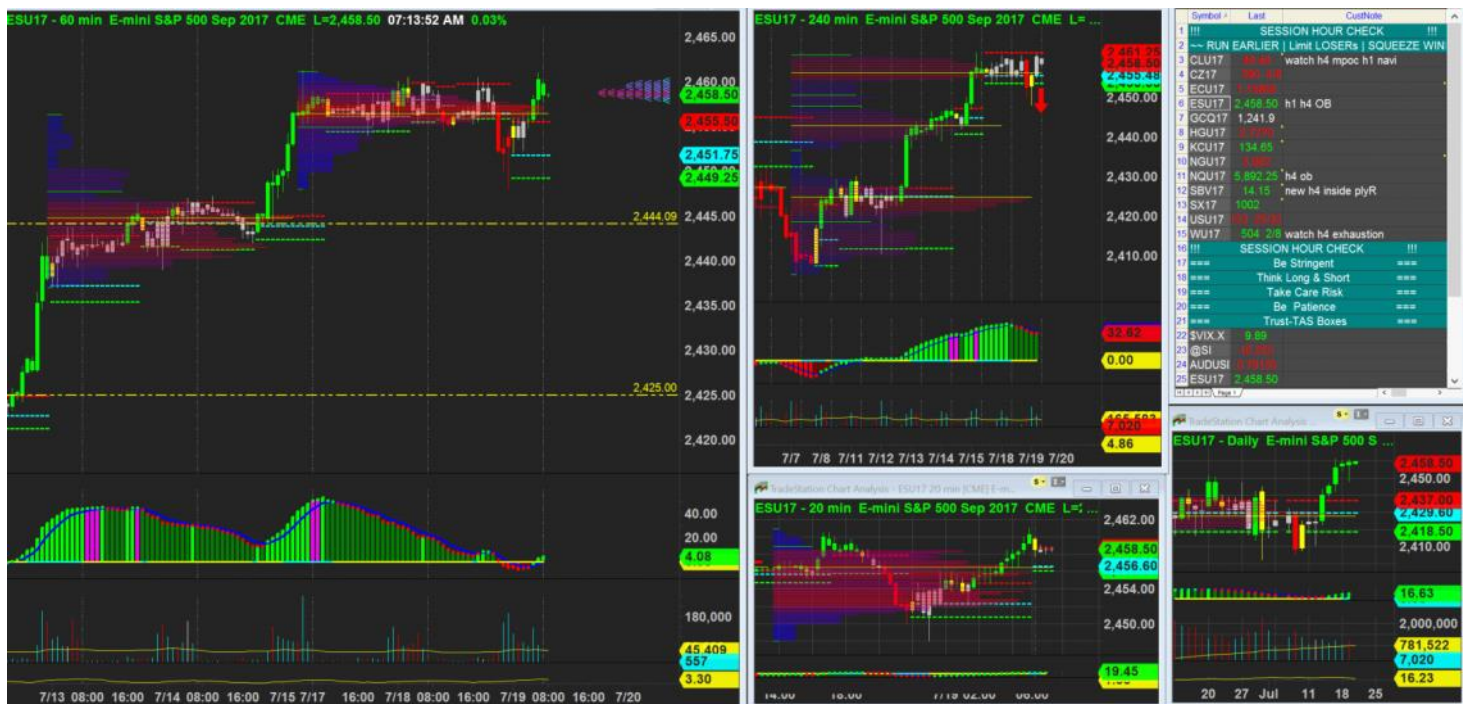 ESU17 - 60 min E-mini S&P 500 Sep 2017 CME L=2,458.50 07:13:52 AM 0.03%
2,465.00
2,460.00
2,458.50
2,455.50
2,451.75
2,449.25
2,444.09
2,445.00
2,440.00
2,435.00
2,430.00
2,425.00
2,425.00
2,420.00
40.00
20.00
4.08
180,000
45,409
557
3.30
7/13 08:00 16:00 7/14 08:00 16:00 7/15 7/17 16:00 7/18 08:00 16:00 7/19 08:00 16:00 7/20
ESU17 - 240 min E-mini S&P 500 Sep 2017 CME L= ...
2,461.25
2,458.50
2,455.48
2,450.00
2,440.00
2,430.00
2,420.00
2,410.00
32.62
0.00
7,020
4.86
7/7 7/8 7/11 7/12 7/13 7/14 7/15 7/18 7/19 7/20
TradeStation Chart Analysis - ESU17 20 min [CME] E-m...
ESU17 - 20 min E-mini S&P 500 Sep 2017 CME L=: ...
2,462.00
2,458.50
2,456.60
2,454.00
2,450.00
19.45
14:00 18:00 7/19 02:00 06:00
Symbol Last CustNote
1 !!! SESSION HOUR CHECK !!!
2 ~~ RUN EARLIER | Limit LOSERs | SQUEEZE WIN
3 CLU17 watch h4 mpoc h1 navi
4 CZ17
5 ECU17
6 ESU17 2,458.50 h1 h4 OB
7 GCQ17 1,241.9
8 HGU17
9 KCU17 134.65
10 NGU17
11 NQU17 5,892.25 h4 ob
12 SBV17 14.15 new h4 inside plyR
13 SX17 1002
14 USU17
15 WU17 504 2/8 watch h4 exhaustion
16 !!! SESSION HOUR CHECK !!!
17 === Be Stringent ===
18 === Think Long & Short ===
19 === Take Care Risk ===
20 === Be Patience ===
21 === Trust-TAS Boxes ===
22 $VIX.X 9.89
23 @SI
24 AUDUSI
25 ESU17 2,458.50
Page 1
TradeStation Chart Analysis ...
ESU17 - Daily E-mini S&P 500 S ...
2,458.50
2,450.00
2,437.00
2,429.60
2,418.50
2,410.00
16.63
2,000,000
781,522
7,020
16.23
20 27 Jul 11 18 25